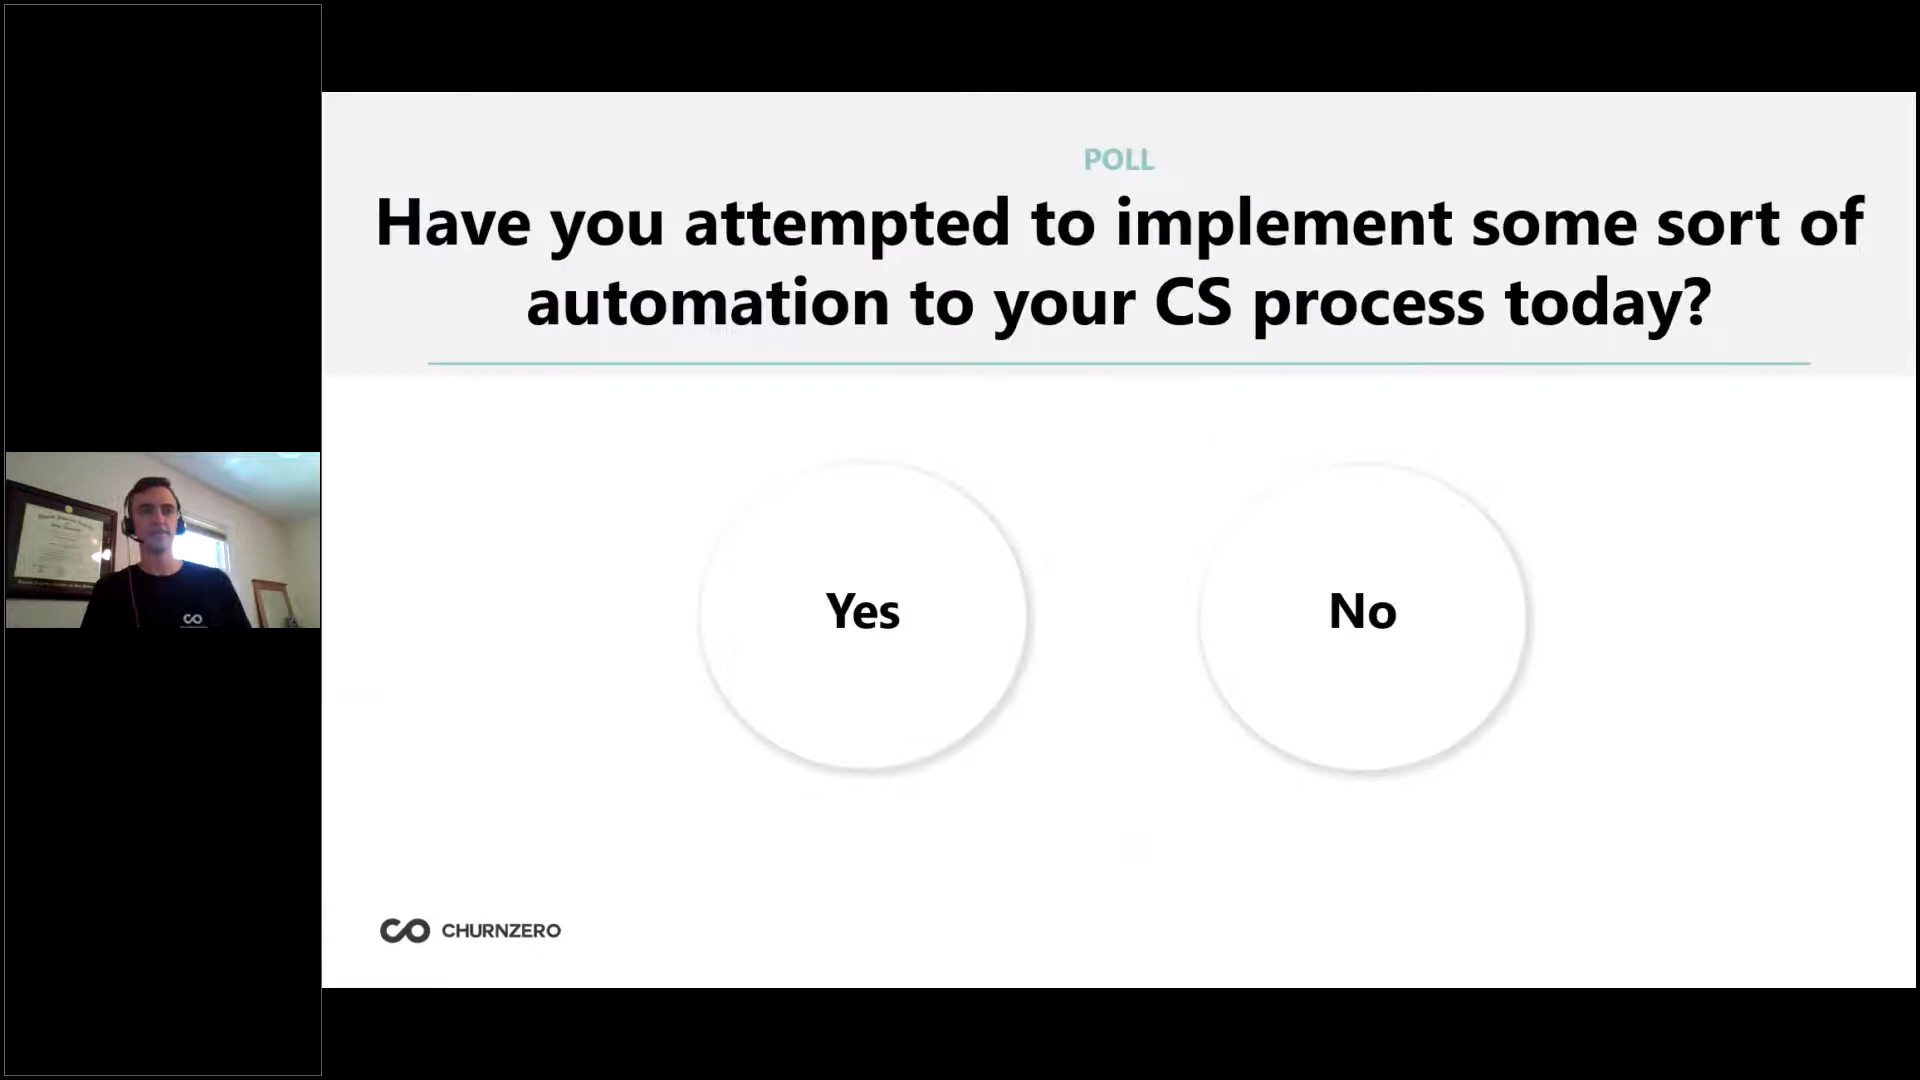 POLL
Have you attempted to implement some sort of
automation to your CS process today?
Yes
No
CHURNZERO